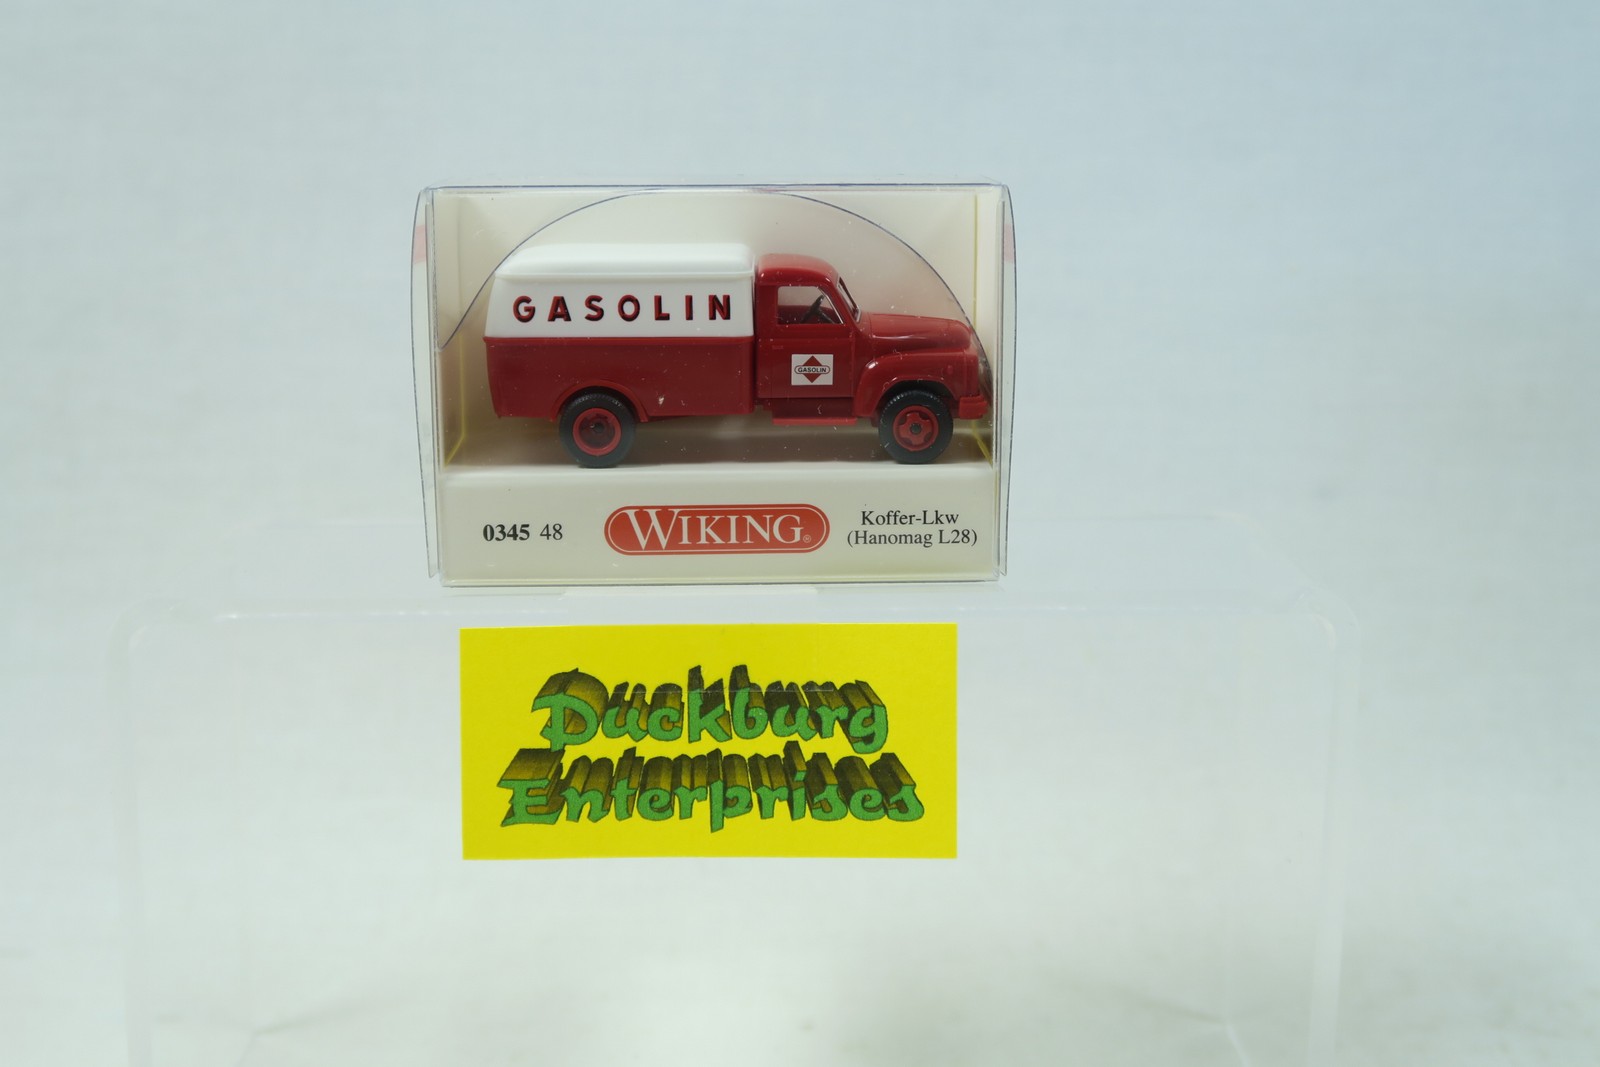 GASOLIN
GASOLIN
0345 48
WIKING®
Koffer-Lkw
(Hanomag L28)
Duckburg
Enterprises